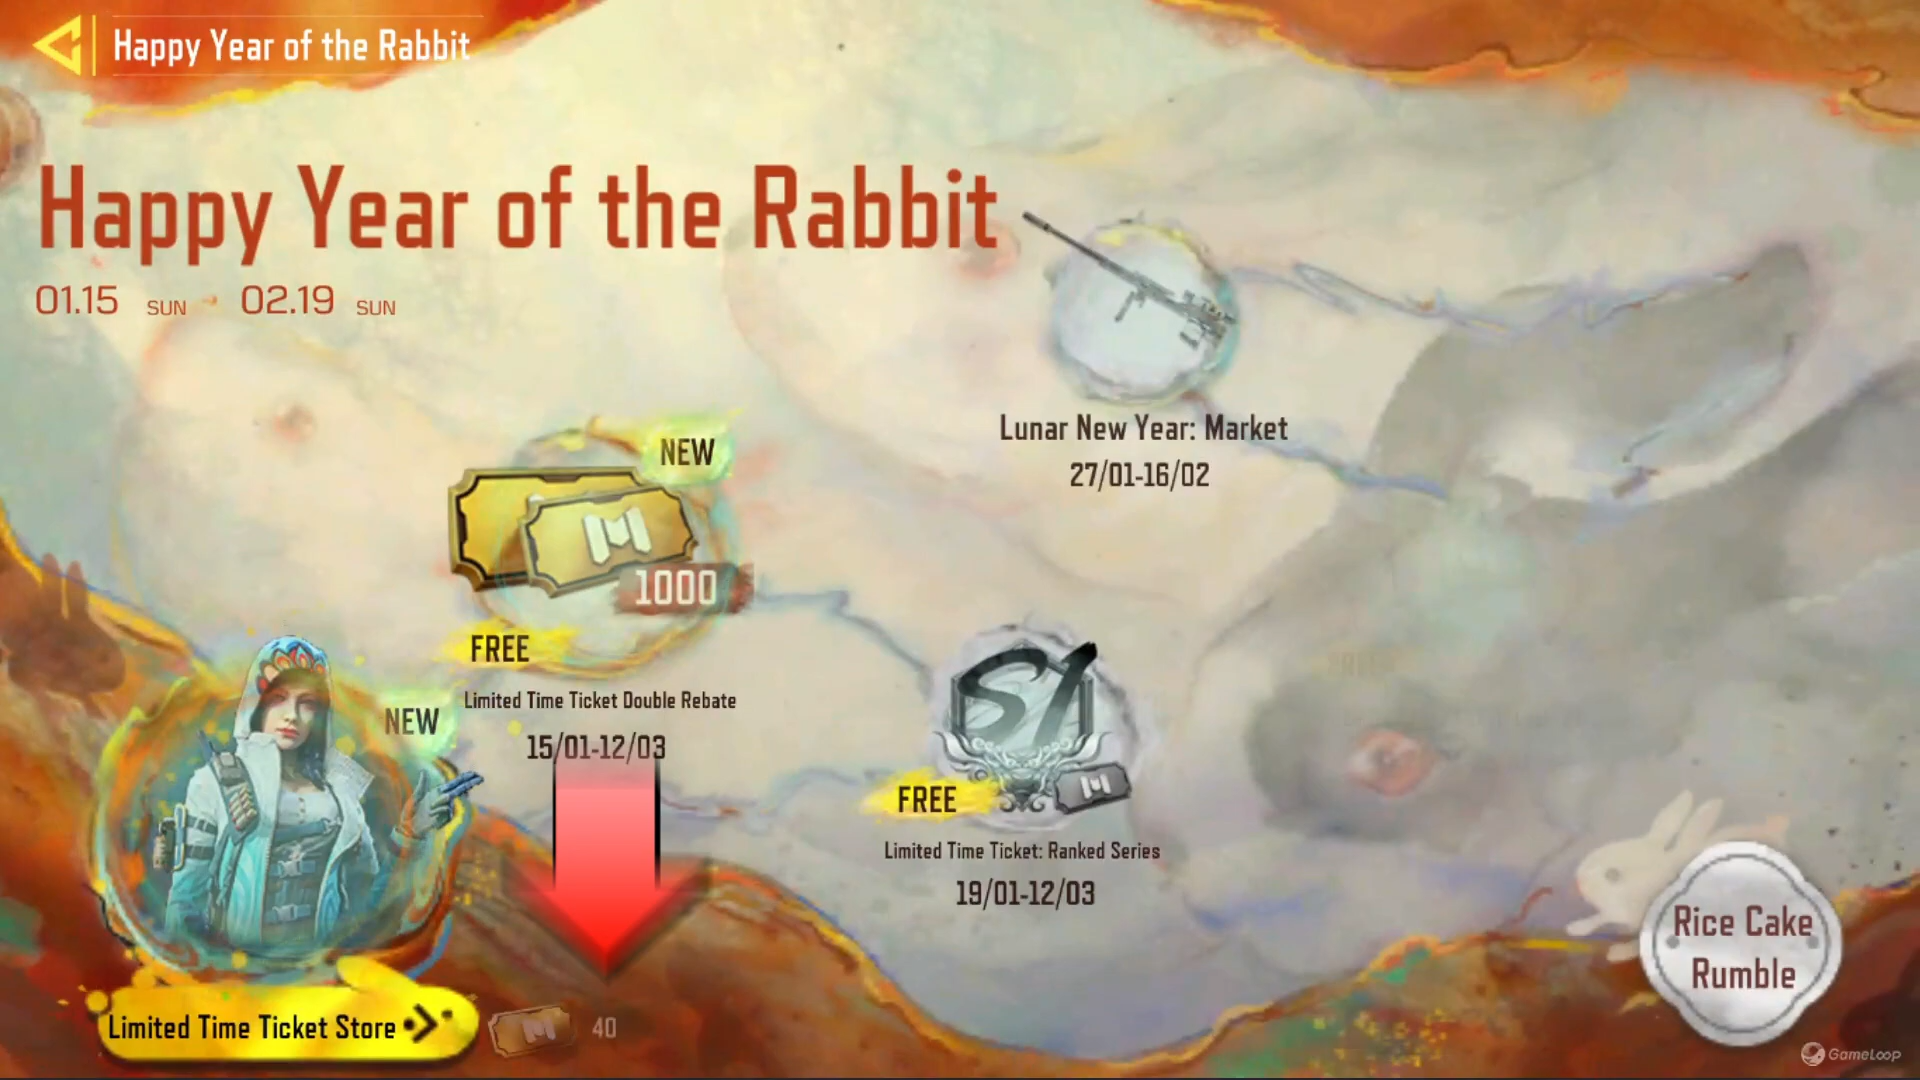 Happy Year of the Rabbit
Happy Year of the Rabbit
01.15 SUN 02.19 SUN
Lunar New Year: Market
27/01-16/02
NEW
1000
FREE
Limited Time Ticket Double Rebate
15/01-12/03
NEW
S1
FREE
Limited Time Ticket: Ranked Series
19/01-12/03
Rice Cake
Rumble
Limited Time Ticket Store
40
GameLoop